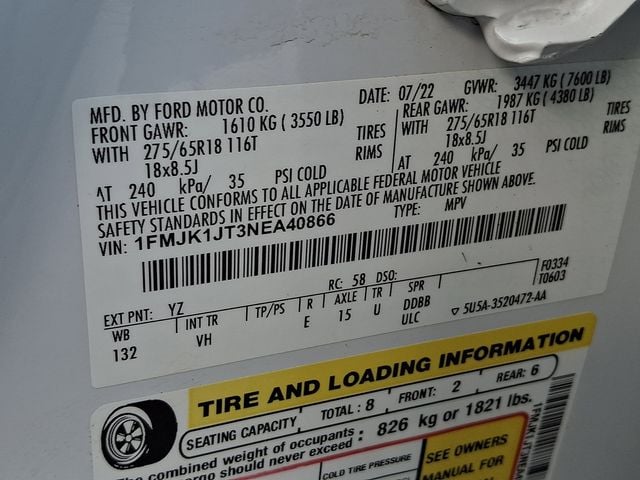 MFD. BY FORD MOTOR CO. DATE: 07/22 GVWR: 3447 KG (7600 LB)
FRONT GAWR: 1610 KG (3550 LB) REAR GAWR: 1987 KG (4380 LB)
WITH 275/65R18 116T TIRES WITH 275/65R18 116T TIRES
18x8.5J RIMS 18x8.5J RIMS
AT 240 kPa/ 35 PSI COLD AT 240 kPa/ 35 PSI COLD
THIS VEHICLE CONFORMS TO ALL APPLICABLE FEDERAL MOTOR VEHICLE
SAFETY STANDARDS IN EFFECT ON THE DATE OF MANUFACTURE SHOWN ABOVE.
VIN: 1FMJK1JT3NEA40866 TYPE: MPV
EXT PNT: YZ RC: 58 DSO: F0334
WB INT TR TP/PS R AXLE TR SPR T0603
132 VH E 15 U DDBB
ULC ▽ 5U5A-3520472-AA
TIRE AND LOADING INFORMATION
SEATING CAPACITY TOTAL: 8 FRONT: 2 REAR: 6
combined weight of occupants
should never exceed: 826 kg or 1821 lbs.
COLD TIRE PRESSURE SEE OWNERS
MANUAL FOR